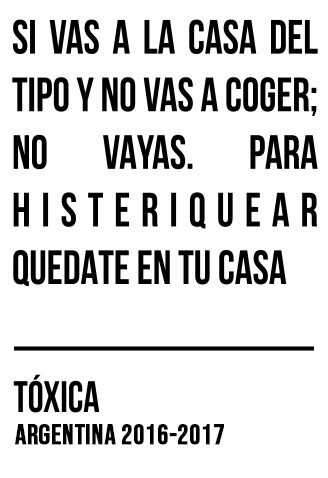 SI VAS A LA CASA DEL
TIPO Y NO VAS A COGER;
NO VAYAS. PARA
HISTERIQUEAR
QUEDATE EN TU CASA
TÓXICA
ARGENTINA 2016-2017